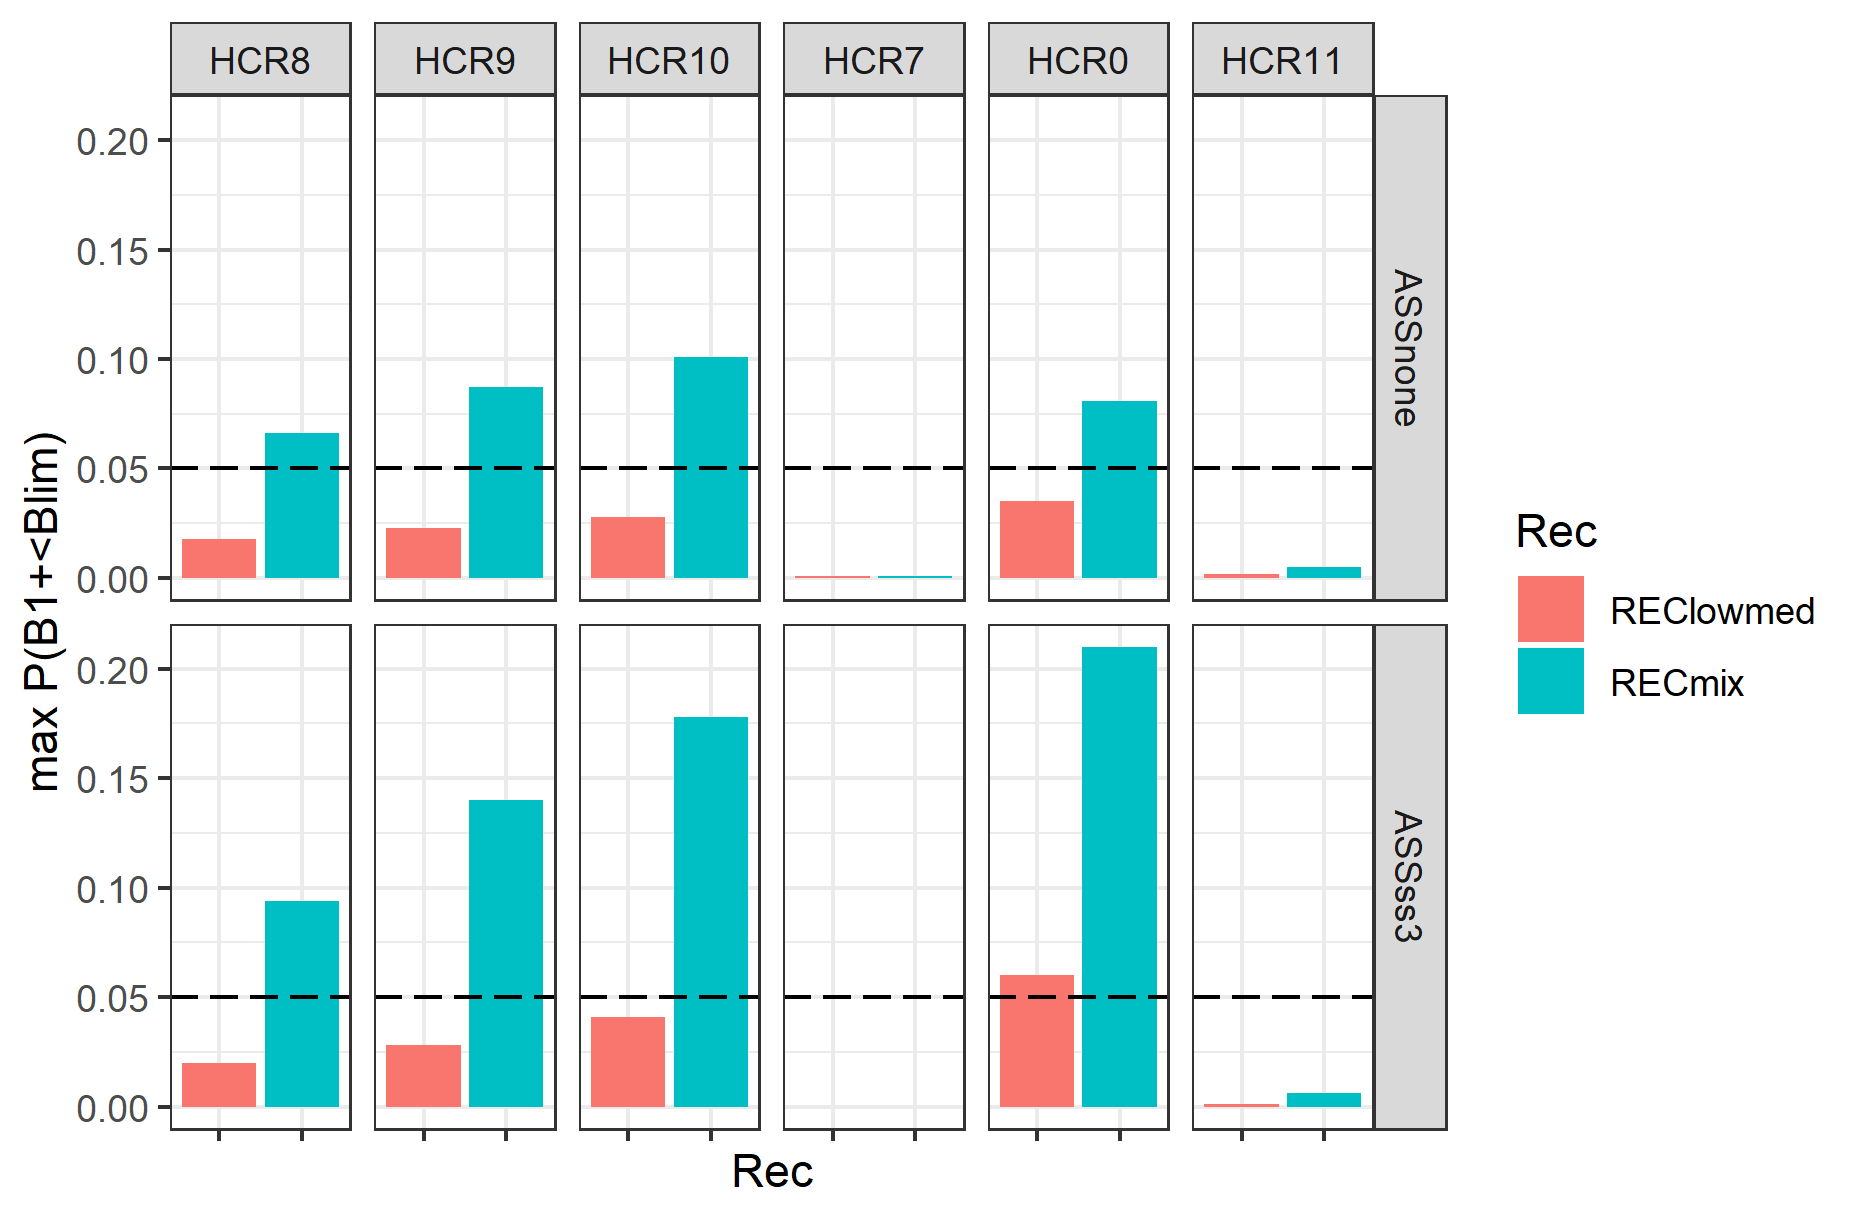 HCR8 HCR9 HCR10 HCR7 HCR0 HCR11
0.20
0.15
0.10
0.05
0.00
ASSnone
max P(B1+<Blim)
0.20
0.15
0.10
0.05
0.00
ASSss3
Rec
Rec
REClowmed
RECmix